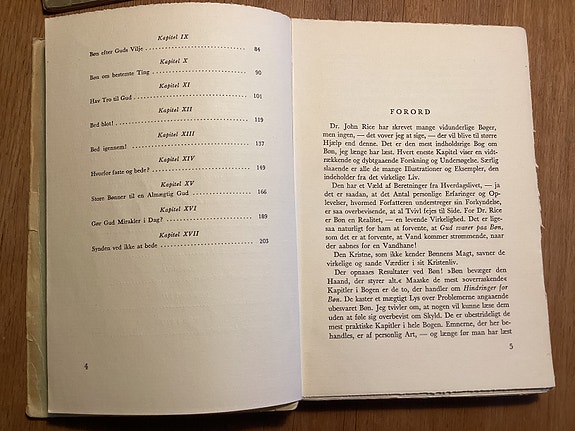 Kapitel IX
Bøn efter Guds Vilje 84
Kapitel X
Bøn om bestemte Ting 90
Kapitel XI
Hav Tro til Gud 101
Kapitel XII
Bed blot! 119
Kapitel XIII
Bed igennem! 137
Kapitel XIV
Hvorfor faste og bede? 149
Kapitel XV
Store Bønner til en Almægtig Gud 166
Kapitel XVI
Gør Gud Mirakler i Dag? 189
Kapitel XVII
Synden ved ikke at bede 203
4
FORORD
Dr. John Rice har skrevet mange vidunderlige Bøger,
men ingen, — det vover jeg at sige, — der vil blive til større
Hjælp end denne. Det er den mest indholdsrige Bog om
Bøn, jeg længe har læst. Hvert eneste Kapitel viser en vidt-
rækkende og dybtgaaende Forskning og Undersøgelse. Særlig
slaaende er alle de mange Illustrationer og Eksempler, den
indeholder fra det virkelige Liv.
Den har et Væld af Beretninger fra Hverdagslivet, — ja,
det er saadan, at det Antal personlige Erfaringer og Op-
levelser, hvormed Forfatteren understreger sin Forkyndelse,
er saa overbevisende, at al Tvivl fejes til Side. For Dr. Rice
er Bøn en Realitet, — en levende Virkelighed. Det er lige-
saa naturligt for ham at forvente, at Gud svarer paa Bøn,
som det er at forvente, at Vand kommer strømmende, naar
der aabnes for en Vandhane!
Den Kristne, som ikke kender Bønnens Magt, savner de
virkelige og sande Værdier i sit Kristenliv.
Der opnaaes Resultater ved Bøn! »Bøn bevæger den
Haand, der styrer alt.« Maaske de mest »overraskende«
Kapitler i Bogen er de to, der handler om Hindringer for
Bøn. De kaster et mægtigt Lys over Problemerne angaaende
ubesvaret Bøn. Jeg tvivler om, at nogen vil kunne læse dem
uden at føle sig overbevist om Skyld. De er ubestrideligt de
mest praktiske Kapitler i hele Bogen. Emnerne, der her be-
handles, er af personlig Art, — og længe før man har læst
5